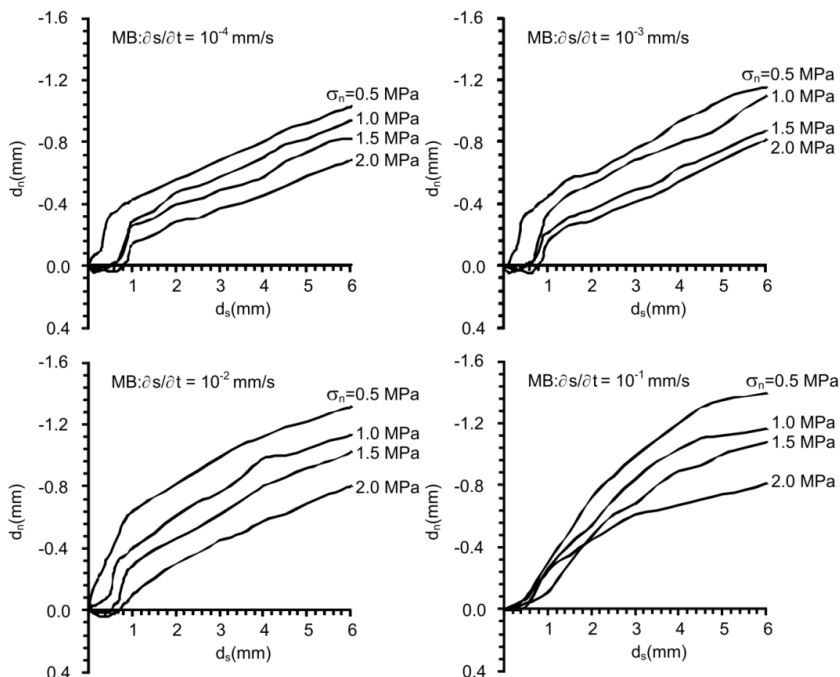 -1.6
MB:∂s/∂t = 10⁻⁴ mm/s
-1.2
σn=0.5 MPa
1.0 MPa
-0.8
1.5 MPa
2.0 MPa
dn(mm)
-0.4
0.0
1 2 3 4 5 6
ds(mm)
0.4
-1.6
MB:∂s/∂t = 10⁻³ mm/s
-1.2
σn=0.5 MPa
1.0 MPa
-0.8
1.5 MPa
2.0 MPa
dn(mm)
-0.4
0.0
1 2 3 4 5 6
ds(mm)
0.4
-1.6
MB:∂s/∂t = 10⁻² mm/s
σn=0.5 MPa
-1.2
1.0 MPa
1.5 MPa
-0.8
2.0 MPa
dn(mm)
-0.4
0.0
1 2 3 4 5 6
ds(mm)
0.4
-1.6
MB:∂s/∂t = 10⁻¹ mm/s
σn=0.5 MPa
-1.2
1.0 MPa
1.5 MPa
-0.8
2.0 MPa
dn(mm)
-0.4
0.0
1 2 3 4 5 6
ds(mm)
0.4